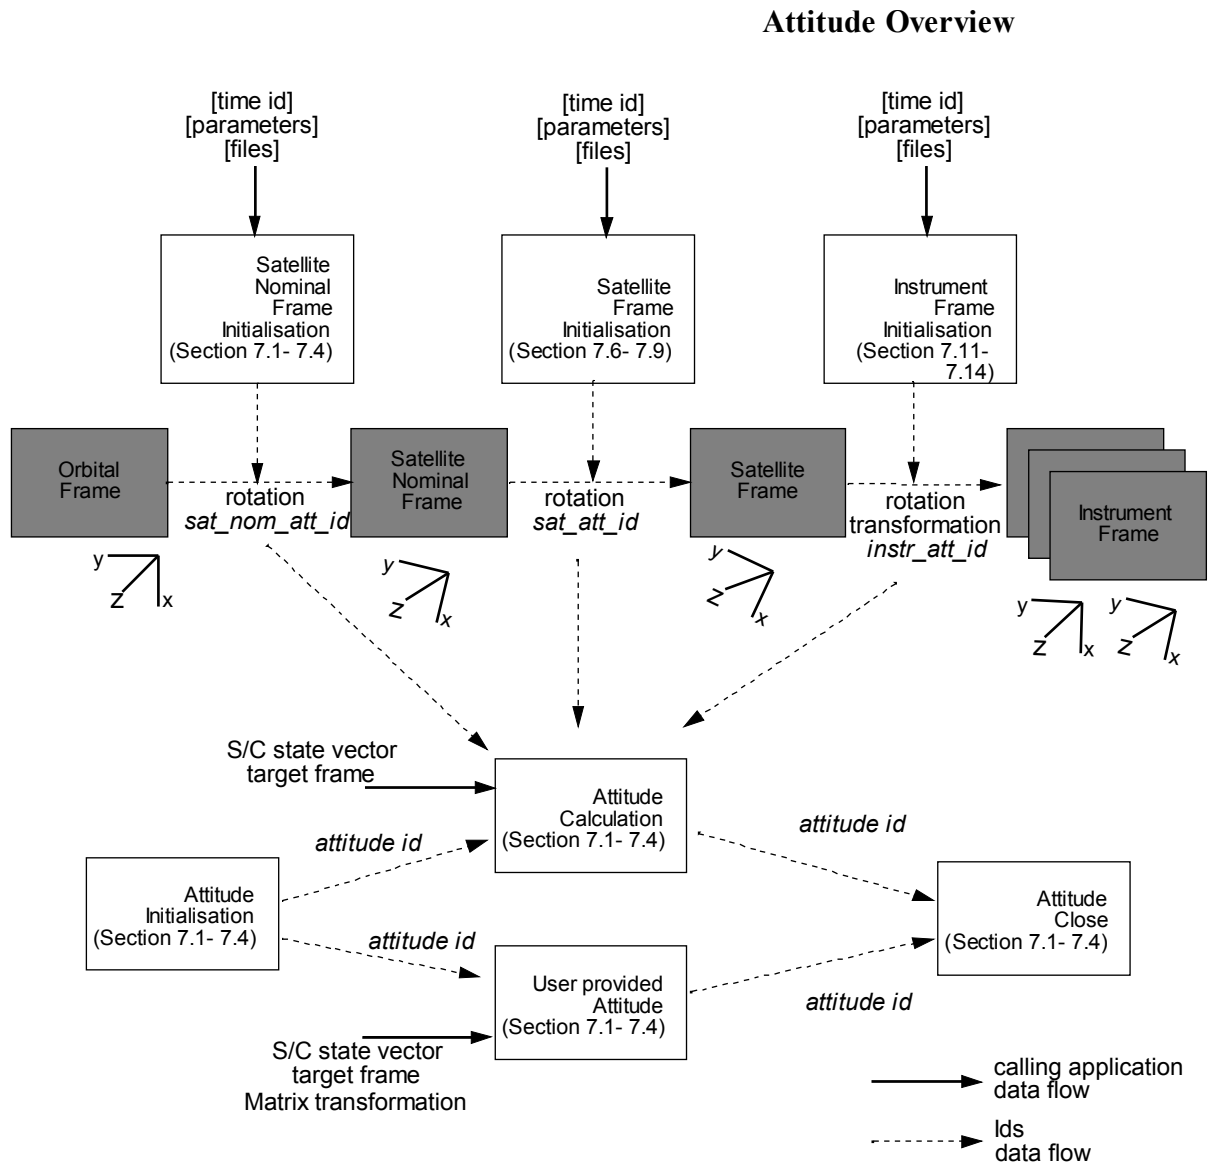 Attitude Overview
[time id]
[parameters]
[files]
[time id]
[parameters]
[files]
[time id]
[parameters]
[files]
Satellite
Nominal
Frame
Initialisation
(Section 7.1- 7.4)
Satellite
Frame
Initialisation
(Section 7.6- 7.9)
Instrument
Frame
Initialisation
(Section 7.11-
7.14)
Orbital
Frame
rotation
sat_nom_att_id
Satellite
Nominal
Frame
rotation
sat_att_id
Satellite
Frame
rotation
transformation
instr_att_id
Instrument
Frame
y
z
x
y
z
x
y
z
x
y
z
x
y
z
x
S/C state vector
target frame
Attitude
Calculation
(Section 7.1- 7.4)
attitude id
attitude id
Attitude
Initialisation
(Section 7.1- 7.4)
Attitude
Close
(Section 7.1- 7.4)
attitude id
User provided
Attitude
(Section 7.1- 7.4)
attitude id
S/C state vector
target frame
Matrix transformation
calling application
data flow
Ids
data flow